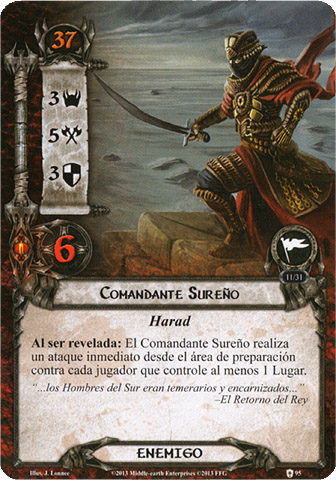 37
3
5
3
6
11/31
Comandante Sureño
Harad
Al ser revelada: El Comandante Sureño realiza
un ataque inmediato desde el área de preparación
contra cada jugador que controle al menos 1 Lugar.
“...los Hombres del Sur eran temerarios y encarnizados...”
–El Retorno del Rey
ENEMIGO
Illus. J. Lonnee
©2013 Middle-earth Enterprises ©2013 FFG
95